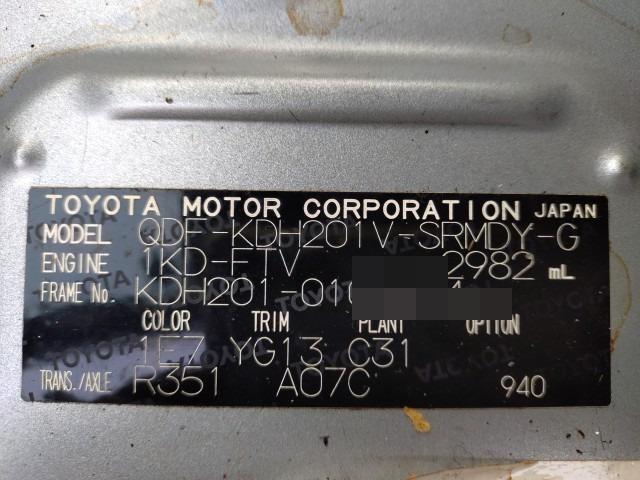 TOYOTA MOTOR CORPORATION JAPAN
MODEL QDF-KDH201V-SRMDY-G
ENGINE 1KD-FTV 2982 mL
FRAME No. KDH201-01
COLOR TRIM PLANT OPTION
1E7 YG13 C31
TRANS./AXLE R351 A07C 940